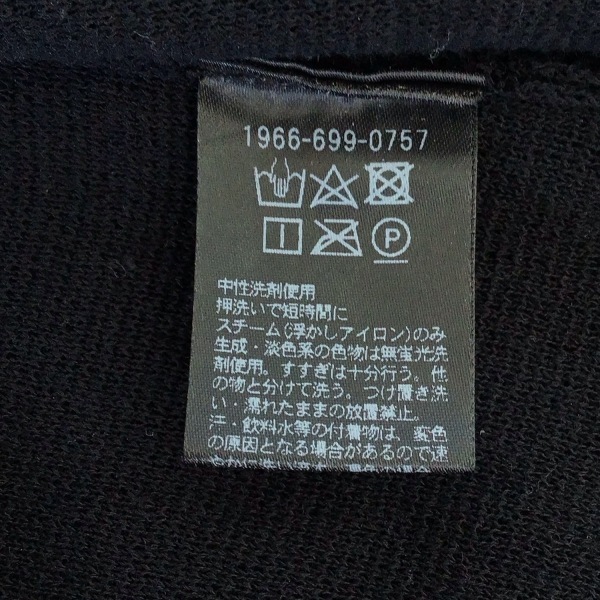 1966-699-0757
P
中性洗剤使用
押洗いで短時間に
スチーム(浮かしアイロン)のみ
生成・淡色系の色物は無蛍光洗
剤使用。すすぎは十分行う。他
の物と分けて洗う。つけ置き洗
い・濡れたままの放置禁止。
汗・飲料水等の付着物は、変色
の原因となる場合があるので速